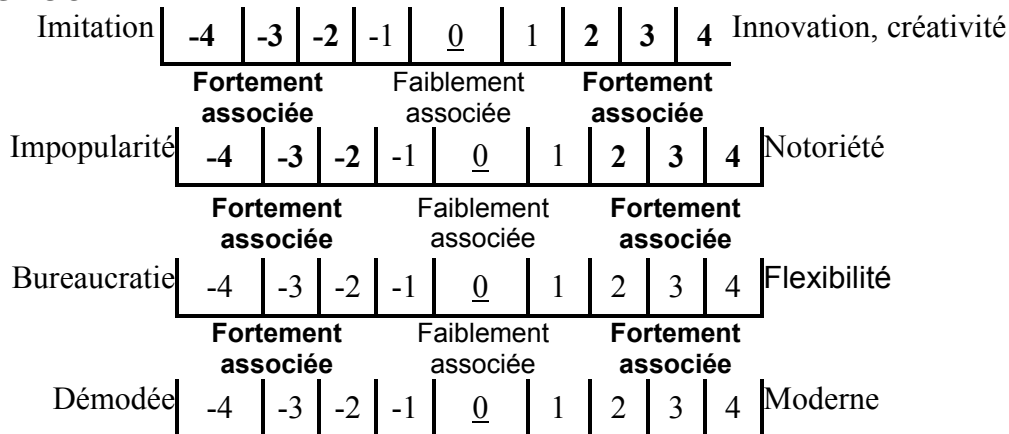 Imitation -4 -3 -2 -1 0 1 2 3 4 Innovation, créativité
Fortement Faiblement Fortement
associée associée associée
Impopularité -4 -3 -2 -1 0 1 2 3 4 Notoriété
Fortement Faiblement Fortement
associée associée associée
Bureaucratie -4 -3 -2 -1 0 1 2 3 4 Flexibilité
Fortement Faiblement Fortement
associée associée associée
Démodée -4 -3 -2 -1 0 1 2 3 4 Moderne